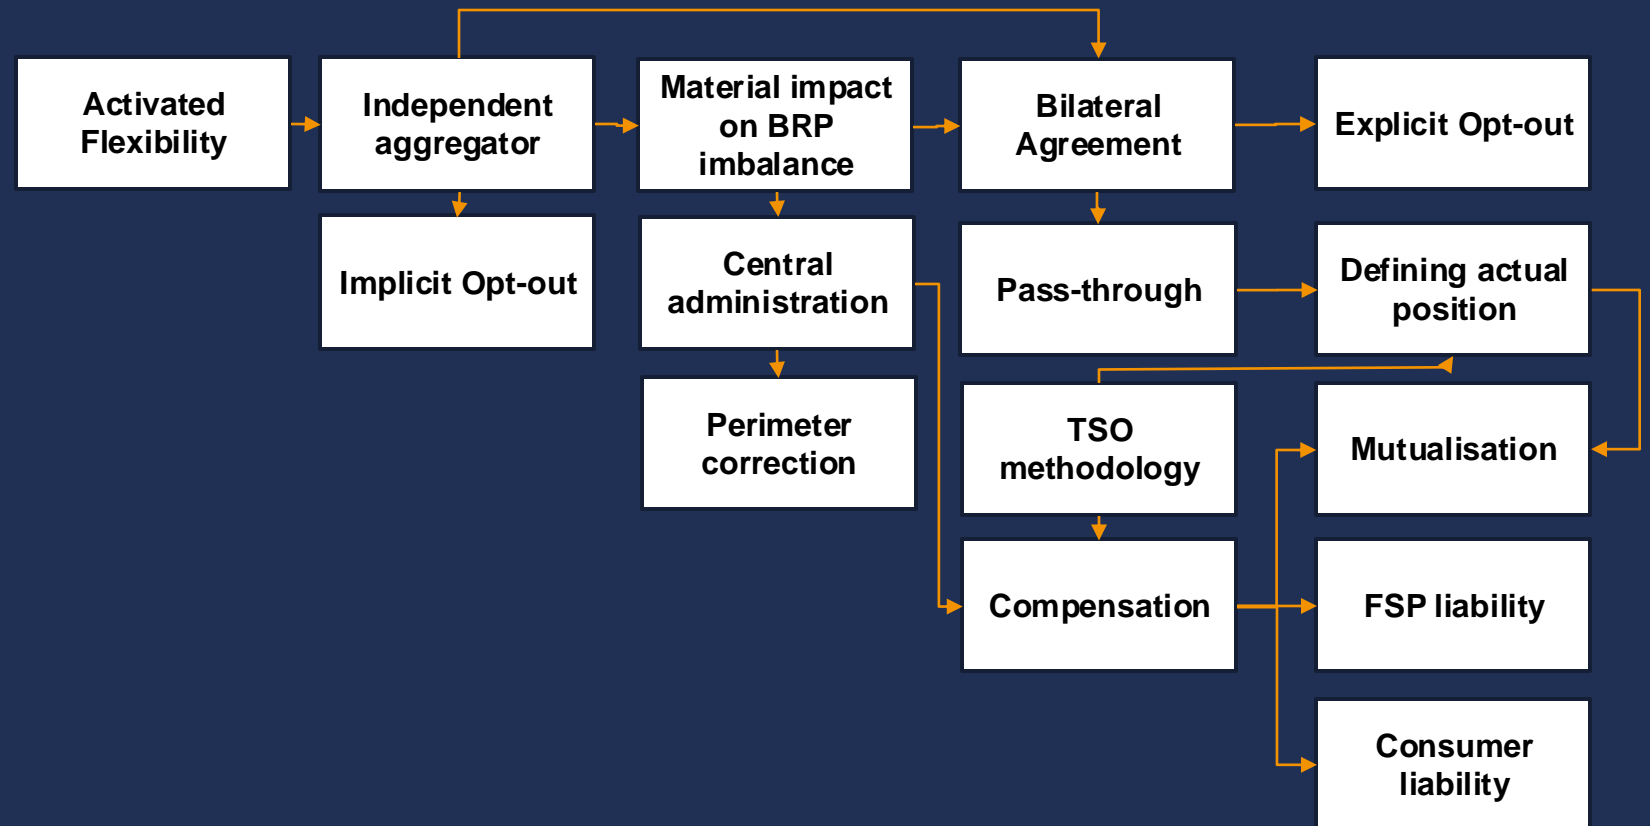 Activated
Flexibility
Independent
aggregator
Material impact
on BRP
imbalance
Bilateral
Agreement
Explicit Opt-out
Implicit Opt-out
Central
administration
Pass-through
Defining actual
position
Perimeter
correction
TSO
methodology
Mutualisation
Compensation
FSP liability
Consumer
liability